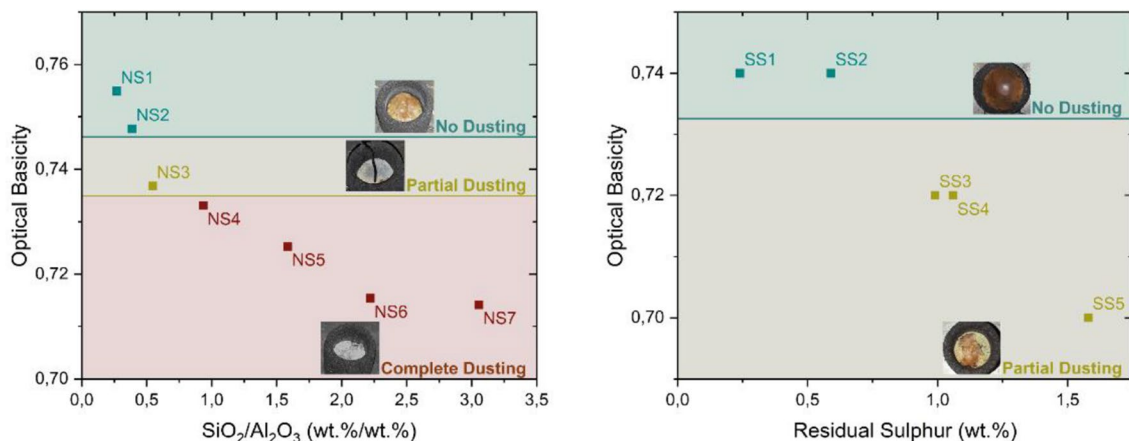 0,76
0,74
0,72
0,70
Optical Basicity
NS1
NS2
No Dusting
NS3
Partial Dusting
NS4
NS5
NS6
NS7
Complete Dusting
0,0 0,5 1,0 1,5 2,0 2,5 3,0 3,5
SiO₂/Al₂O₃ (wt.%/wt.%)
0,74
0,72
0,70
Optical Basicity
SS1 SS2
No Dusting
SS3
SS4
SS5
Partial Dusting
0,0 0,5 1,0 1,5
Residual Sulphur (wt.%)